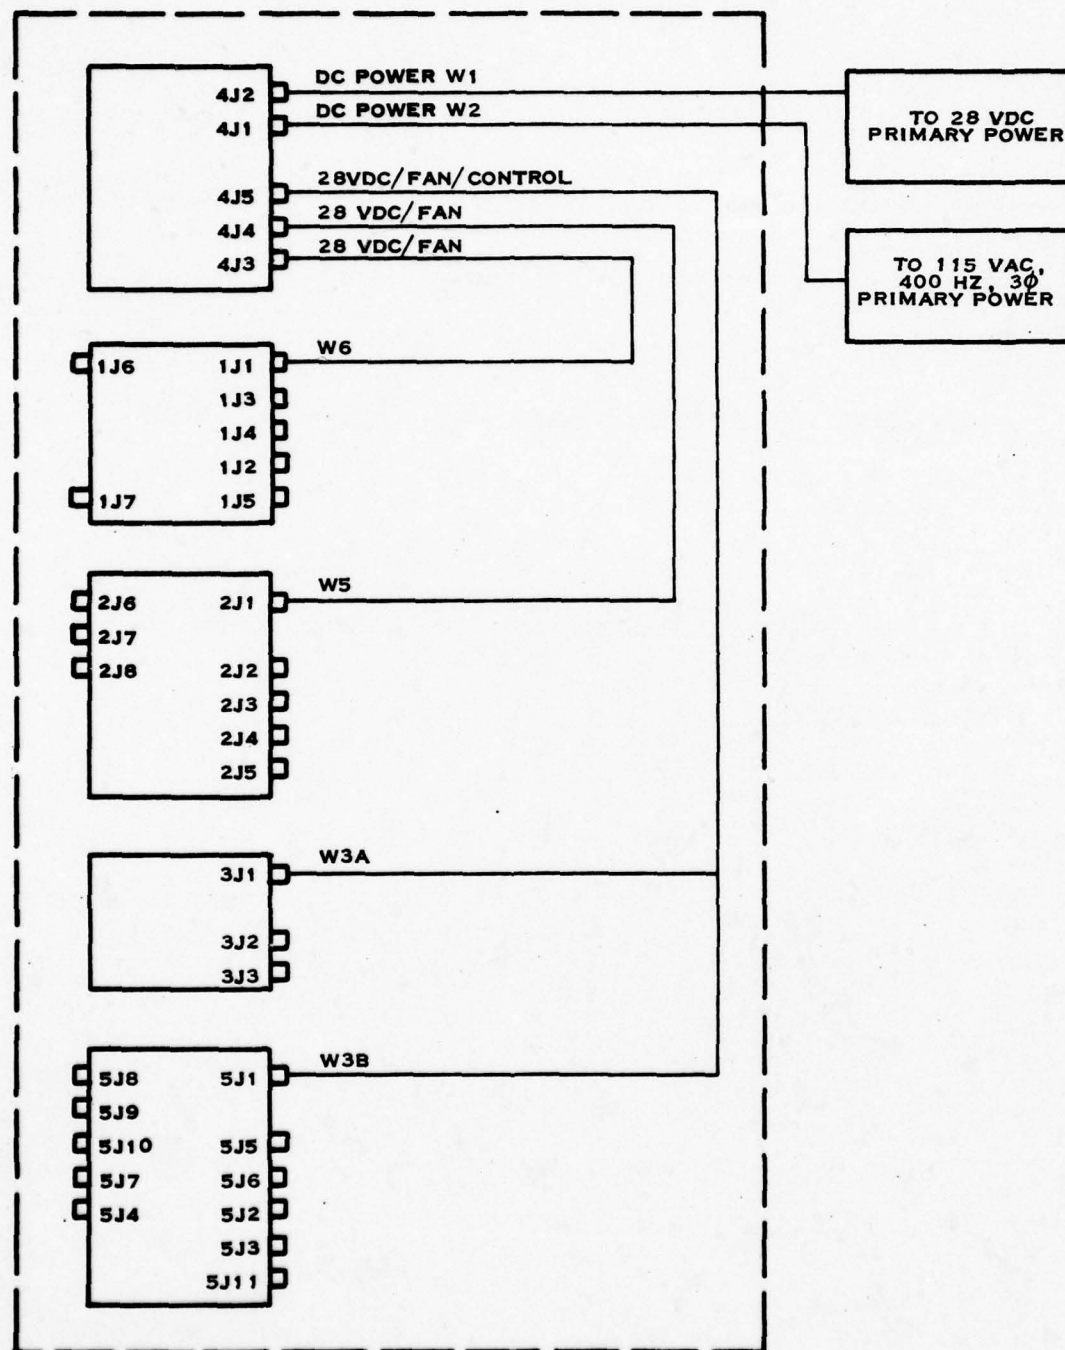 DC POWER W1
4J2
DC POWER W2
4J1
28VDC/FAN/CONTROL
4J5
28 VDC/FAN
4J4
28 VDC/FAN
4J3
TO 28 VDC
PRIMARY POWER
TO 115 VAC,
400 HZ, 3Ø
PRIMARY POWER
W6
1J6 1J1
1J3
1J4
1J2
1J7 1J5
W5
2J6 2J1
2J7
2J8 2J2
2J3
2J4
2J5
W3A
3J1
3J2
3J3
W3B
5J8 5J1
5J9
5J10 5J5
5J7 5J6
5J4 5J2
5J3
5J11